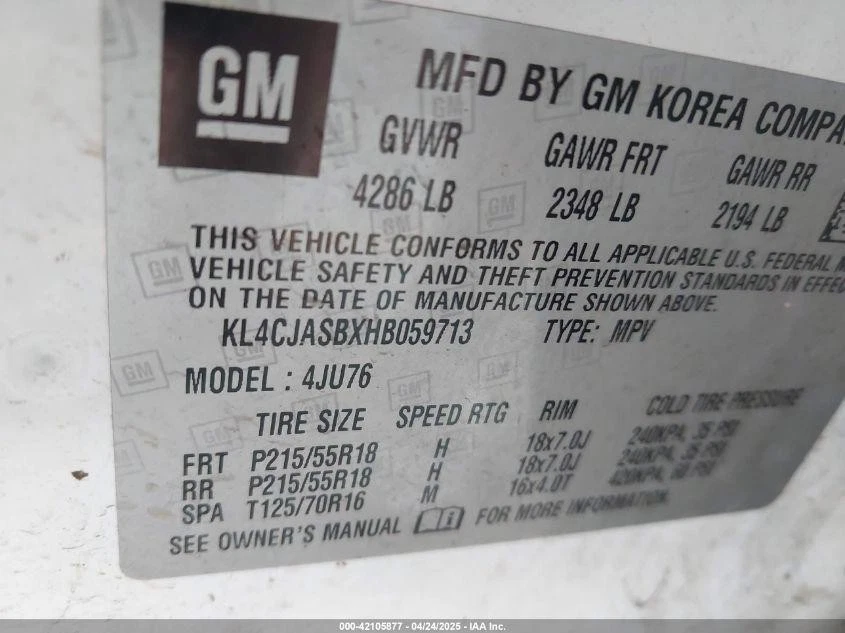 GM
MFD BY GM KOREA COMPA
GVWR GAWR FRT GAWR RR
4286 LB 2348 LB 2194 LB
THIS VEHICLE CONFORMS TO ALL APPLICABLE U.S. FEDERAL M
VEHICLE SAFETY AND THEFT PREVENTION STANDARDS IN EFFEC
ON THE DATE OF MANUFACTURE SHOWN ABOVE.
KL4CJASBXHB059713 TYPE: MPV
MODEL : 4JU76
TIRE SIZE SPEED RTG RIM COLD TIRE PRESSURE
FRT P215/55R18 H 18x7.0J 240KPA, 35 PSI
RR P215/55R18 H 18x7.0J 240KPA, 35 PSI
SPA T125/70R16 M 16x4.0T 420KPA, 60 PSI
SEE OWNER'S MANUAL FOR MORE INFORMATION.
000-42105877 - 04/24/2025 - IAA Inc.